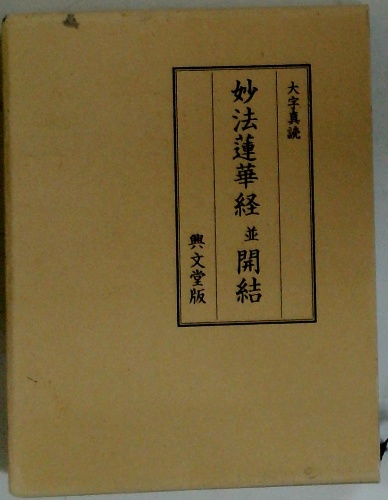 大字真読
妙法蓮華経 並 開結
興文堂版